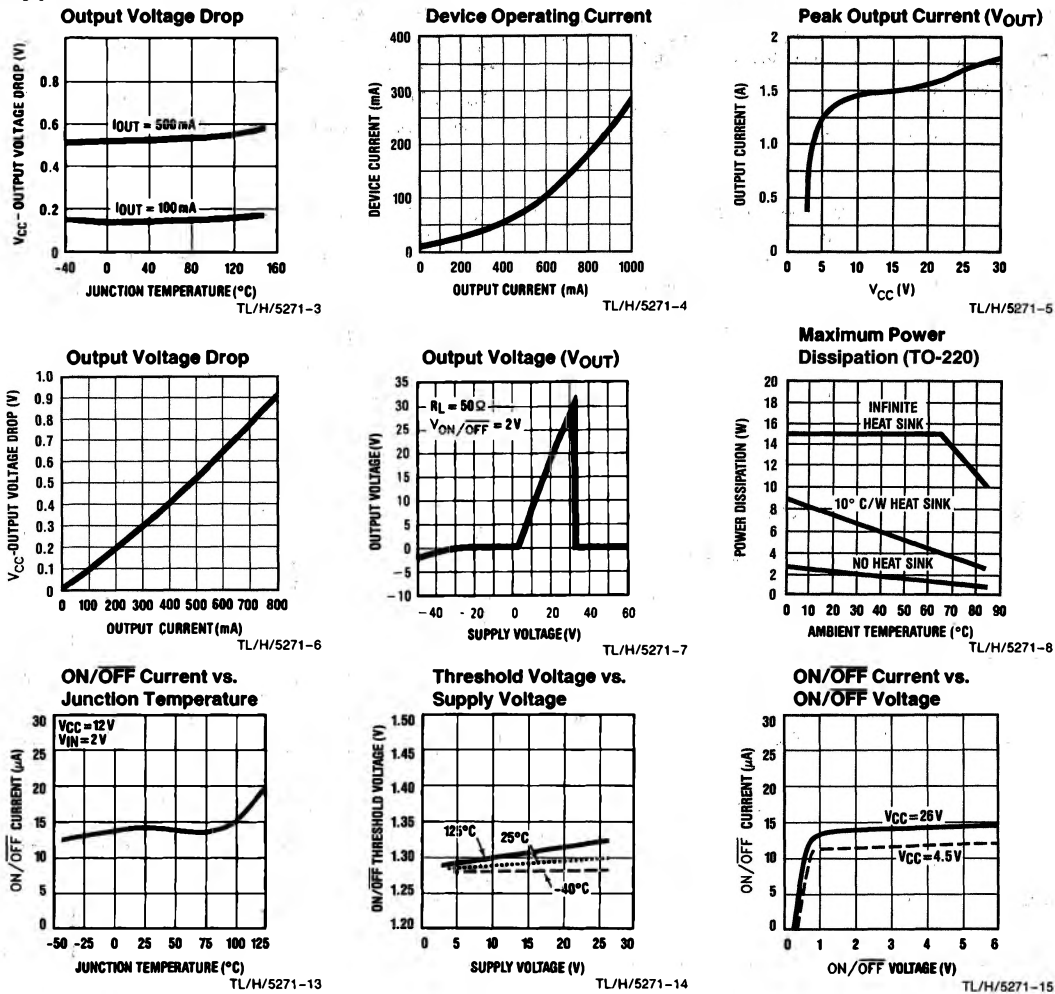 Output Voltage Drop
VCC - OUTPUT VOLTAGE DROP (V)
0.8
0.6
0.4
0.2
0
IOUT = 500 mA
IOUT = 100 mA
-40 0 40 80 120 160
JUNCTION TEMPERATURE (°C)
TL/H/5271-3
Device Operating Current
DEVICE CURRENT (mA)
400
300
200
100
0
0 200 400 600 800 1000
OUTPUT CURRENT (mA)
TL/H/5271-4
Peak Output Current (VOUT)
OUTPUT CURRENT (A)
2
1.5
1.0
0.5
0
0 5 10 15 20 25 30
VCC (V)
TL/H/5271-5
Output Voltage Drop
VCC-OUTPUT VOLTAGE DROP (V)
1.0
0.9
0.8
0.7
0.6
0.5
0.4
0.3
0.2
0.1
0
0 100 200 300 400 500 600 700 800
OUTPUT CURRENT (mA)
TL/H/5271-6
Output Voltage (VOUT)
OUTPUT VOLTAGE (V)
35
30
25
20
15
10
5
0
-5
-10
RL = 50Ω
VON/OFF = 2V
-40 -20 0 20 40 60
SUPPLY VOLTAGE (V)
TL/H/5271-7
Maximum Power
Dissipation (TO-220)
POWER DISSIPATION (W)
20
18
16
14
12
10
8
6
4
2
0
INFINITE
HEAT SINK
10° C/W HEAT SINK
NO HEAT SINK
0 10 20 30 40 50 60 70 80 90
AMBIENT TEMPERATURE (°C)
TL/H/5271-8
ON/OFF Current vs.
Junction Temperature
ON/OFF CURRENT (μA)
30
25
20
15
10
5
0
VCC=12V
VIN=2V
-50 -25 0 25 50 75 100 125
JUNCTION TEMPERATURE (°C)
TL/H/5271-13
Threshold Voltage vs.
Supply Voltage
ON/OFF THRESHOLD VOLTAGE (V)
1.50
1.45
1.40
1.35
1.30
1.25
1.20
125°C
25°C
-40°C
0 5 10 15 20 25 30
SUPPLY VOLTAGE (V)
TL/H/5271-14
ON/OFF Current vs.
ON/OFF Voltage
ON/OFF CURRENT (μA)
30
25
20
15
10
5
0
VCC=26V
VCC=4.5V
0 1 2 3 4 5 6
ON/OFF VOLTAGE (V)
TL/H/5271-15